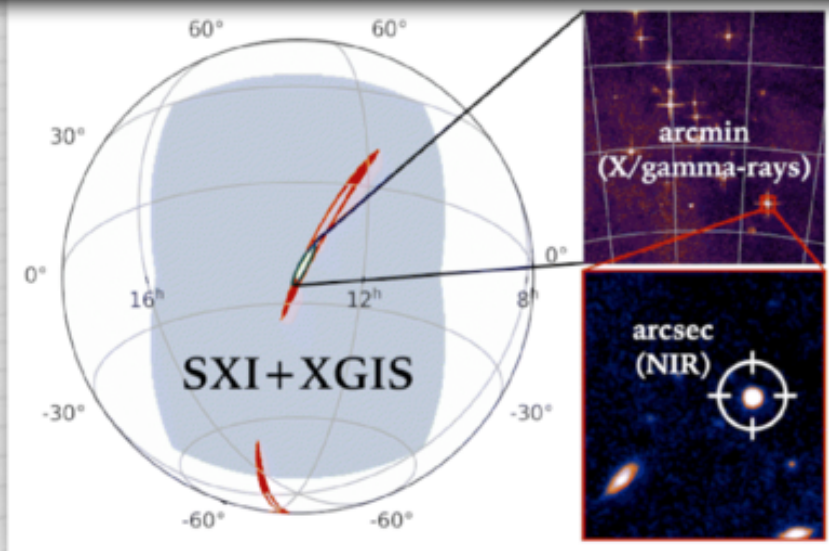 60° 60°
30°
0° 0°
16h 12h 8h
SXI+XGIS
-30° -30°
-60° -60°
arcmin
(X/gamma-rays)
arcsec
(NIR)